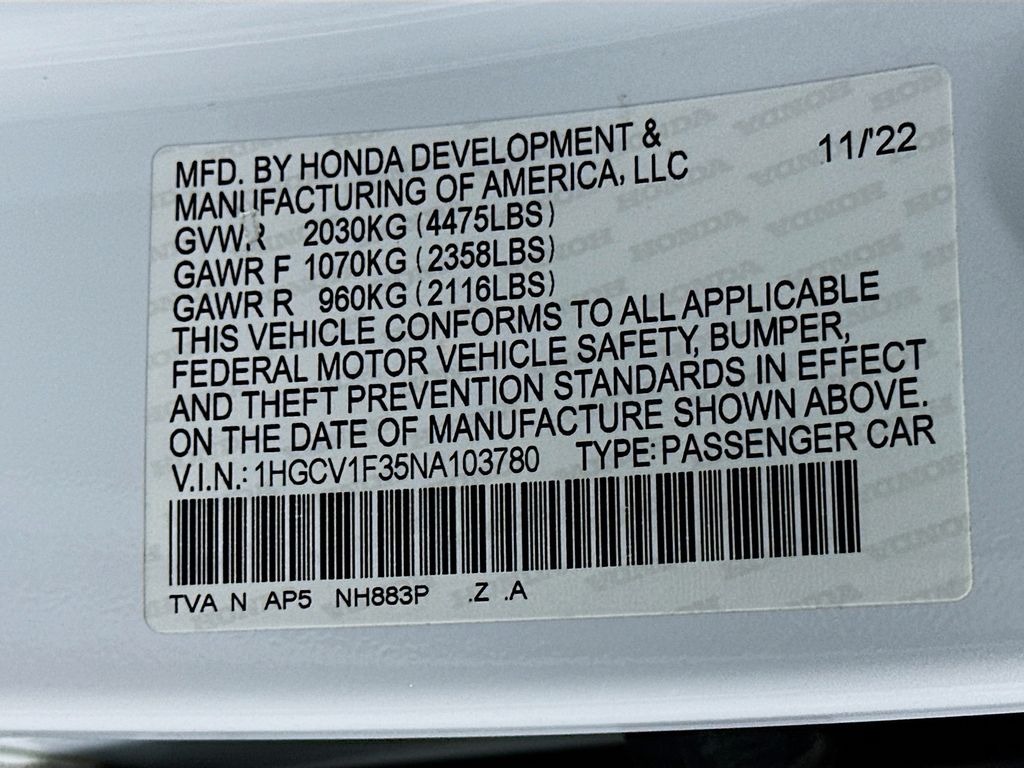 MFD. BY HONDA DEVELOPMENT & 11/'22
MANUFACTURING OF AMERICA, LLC
GVWR 2030KG (4475LBS)
GAWR F 1070KG (2358LBS)
GAWR R 960KG (2116LBS)
THIS VEHICLE CONFORMS TO ALL APPLICABLE
FEDERAL MOTOR VEHICLE SAFETY, BUMPER,
AND THEFT PREVENTION STANDARDS IN EFFECT
ON THE DATE OF MANUFACTURE SHOWN ABOVE.
V.I.N.: 1HGCV1F35NA103780 TYPE: PASSENGER CAR
TVA N AP5 NH883P .Z .A